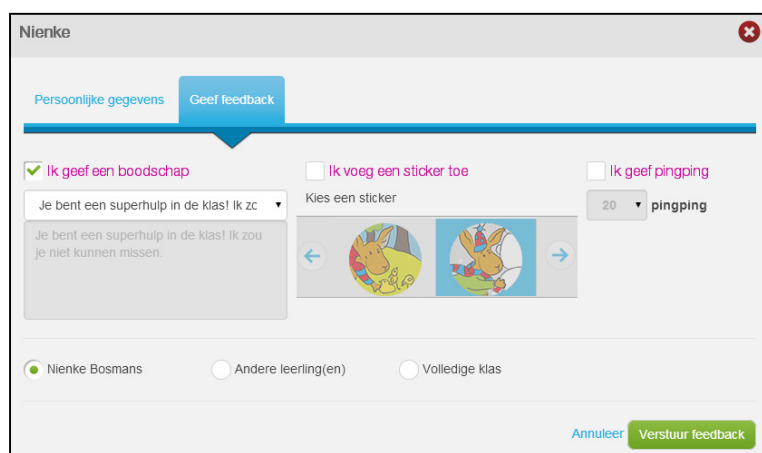 Nienke
Persoonlijke gegevens
Geef feedback
Ik geef een boodschap
Ik voeg een sticker toe
Ik geef pingping
Je bent een superhulp in de klas! Ik zo
Kies een sticker
20
pingping
Je bent een superhulp in de klas! Ik zou
je niet kunnen missen.
Nienke Bosmans
Andere leerling(en)
Volledige klas
Annuleer
Verstuur feedback